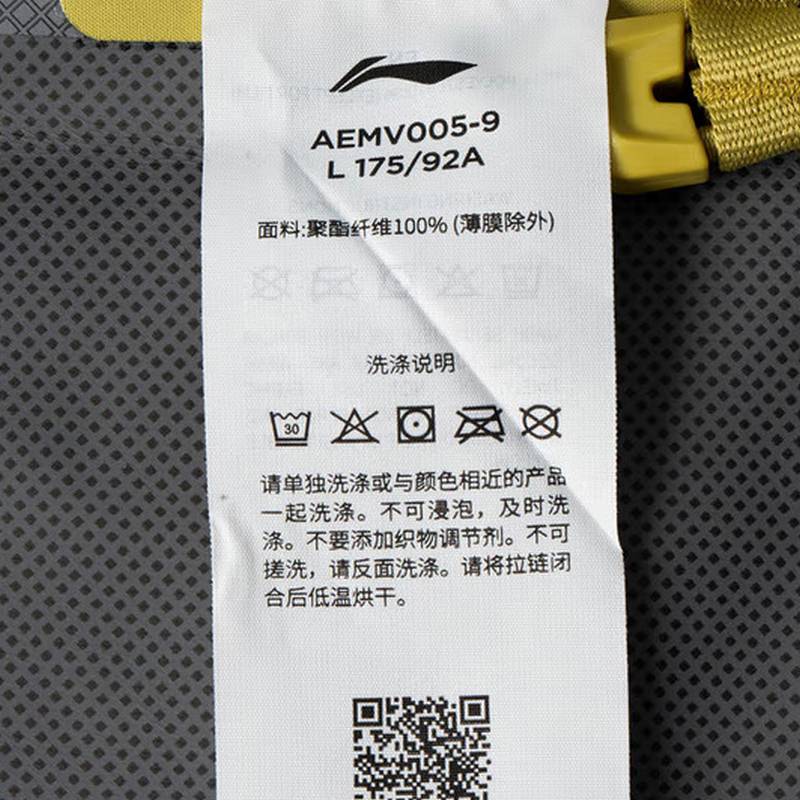 AEMV005-9
L 175/92A
面料:聚酯纤维100% (薄膜除外)
洗涤说明
30
请单独洗涤或与颜色相近的产品
一起洗涤。不可浸泡，及时洗
涤。不要添加织物调节剂。不可
搓洗，请反面洗涤。请将拉链闭
合后低温烘干。